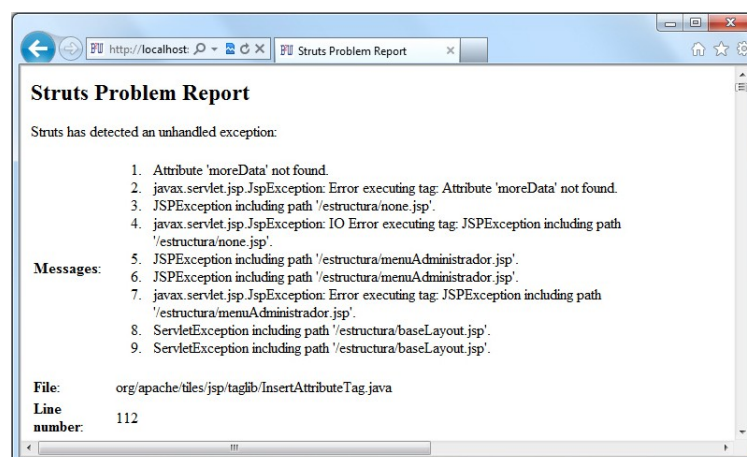 http://localhost:
Struts Problem Report
Struts Problem Report
Struts has detected an unhandled exception:
Messages:
1. Attribute 'moreData' not found.
2. javax.servlet.jsp.JspException: Error executing tag: Attribute 'moreData' not found.
3. JSPException including path '/estructura/none.jsp'.
4. javax.servlet.jsp.JspException: IO Error executing tag: JSPException including path
'/estructura/none.jsp'.
5. JSPException including path '/estructura/menuAdministrador.jsp'.
6. JSPException including path '/estructura/menuAdministrador.jsp'.
7. javax.servlet.jsp.JspException: Error executing tag: JSPException including path
'/estructura/menuAdministrador.jsp'.
8. ServletException including path '/estructura/baseLayout.jsp'.
9. ServletException including path '/estructura/baseLayout.jsp'.
File: org/apache/tiles/jsp/taglib/InsertAttributeTag.java
Line
number: 112